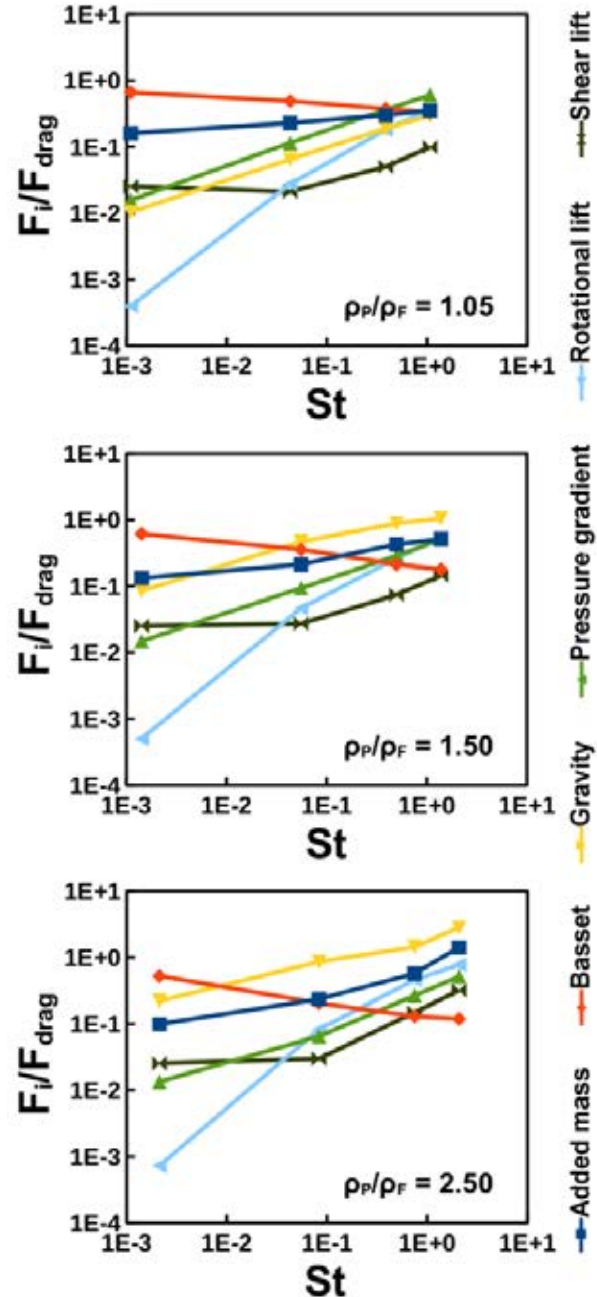 1E+1
1E+0
1E-1
1E-2
1E-3
1E-4
Fi/Fdrag
ρP/ρF = 1.05
1E-3 1E-2 1E-1 1E+0 1E+1
St
1E+1
1E+0
1E-1
1E-2
1E-3
1E-4
Fi/Fdrag
ρP/ρF = 1.50
1E-3 1E-2 1E-1 1E+0 1E+1
St
1E+1
1E+0
1E-1
1E-2
1E-3
1E-4
Fi/Fdrag
ρP/ρF = 2.50
1E-3 1E-2 1E-1 1E+0 1E+1
St
Added mass
Basset
Gravity
Pressure gradient
Rotational lift
Shear lift